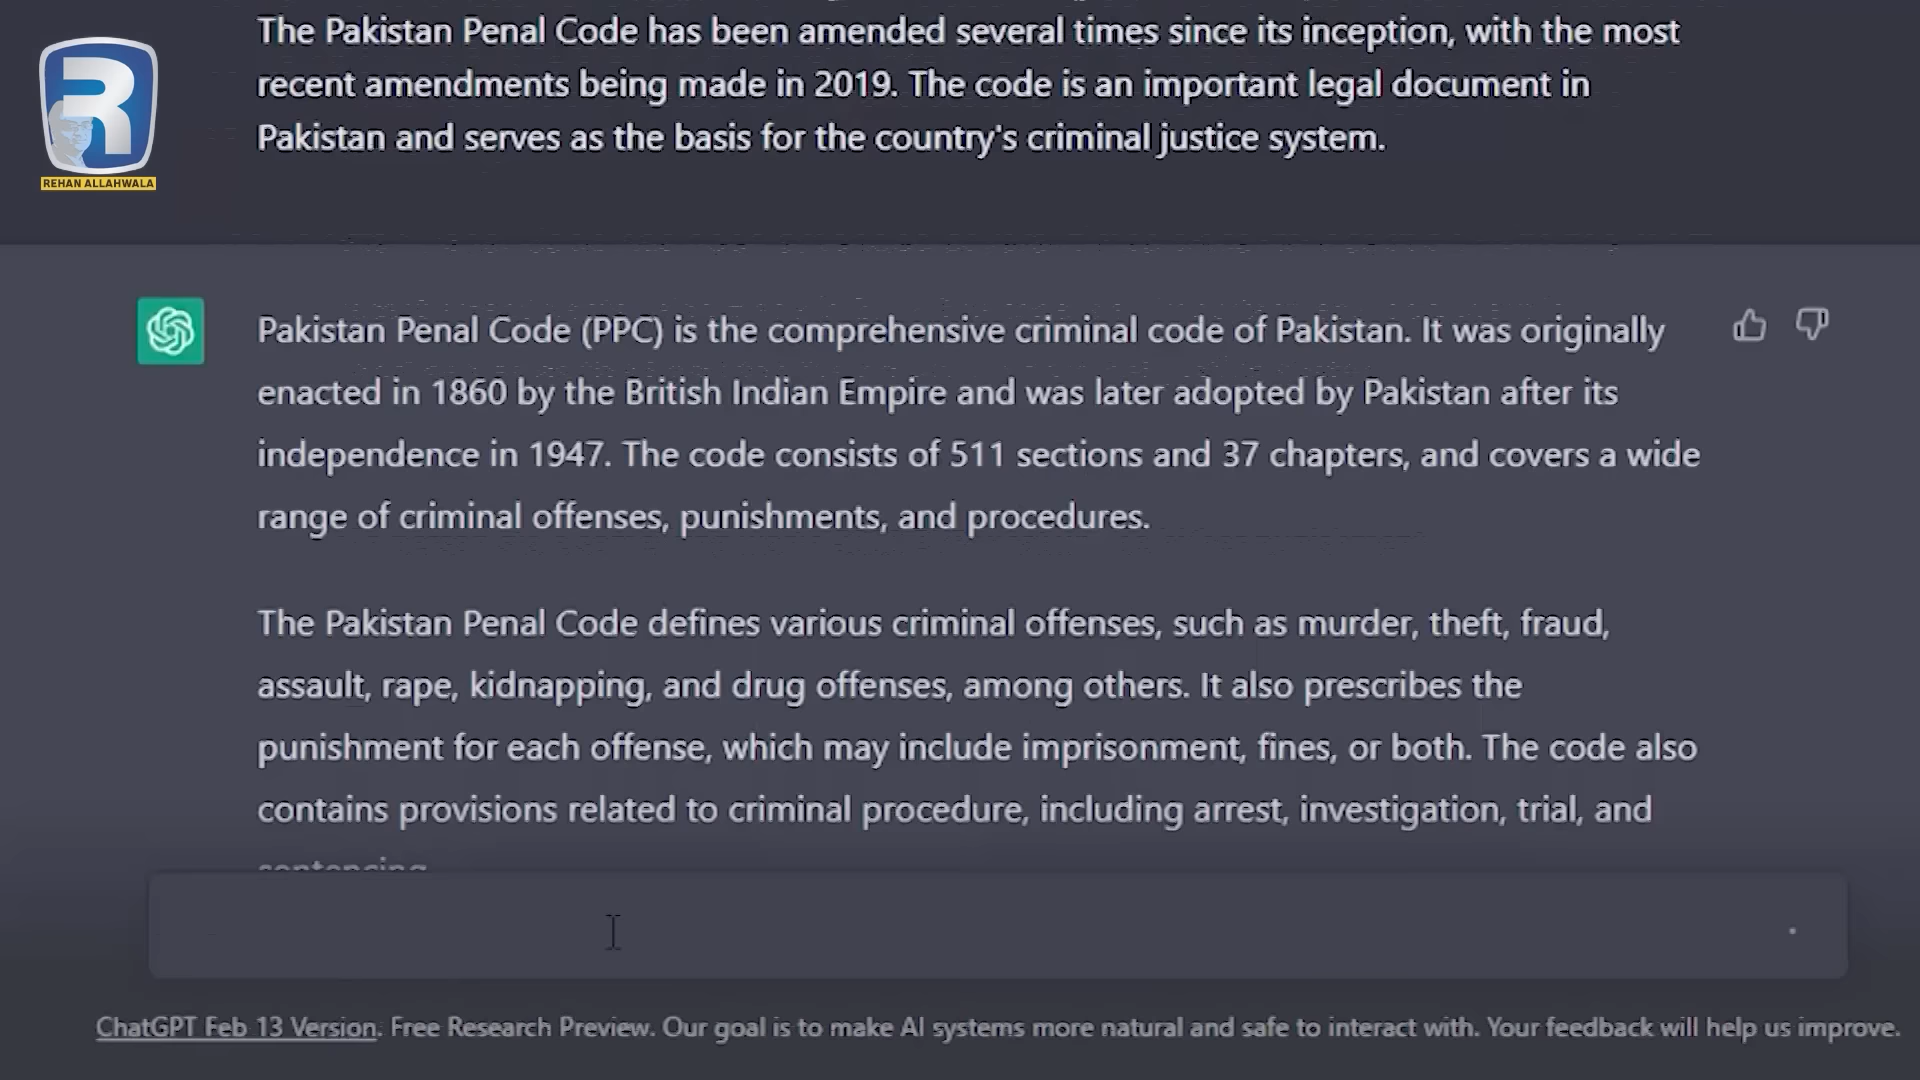 The Pakistan Penal Code has been amended several times since its inception, with the most
recent amendments being made in 2019. The code is an important legal document in
Pakistan and serves as the basis for the country's criminal justice system.
R
REHAN ALLAHWALA
Pakistan Penal Code (PPC) is the comprehensive criminal code of Pakistan. It was originally
enacted in 1860 by the British Indian Empire and was later adopted by Pakistan after its
independence in 1947. The code consists of 511 sections and 37 chapters, and covers a wide
range of criminal offenses, punishments, and procedures.
The Pakistan Penal Code defines various criminal offenses, such as murder, theft, fraud,
assault, rape, kidnapping, and drug offenses, among others. It also prescribes the
punishment for each offense, which may include imprisonment, fines, or both. The code also
contains provisions related to criminal procedure, including arrest, investigation, trial, and
sentencing.
ChatGPT Feb 13 Version. Free Research Preview. Our goal is to make AI systems more natural and safe to interact with. Your feedback will help us improve.